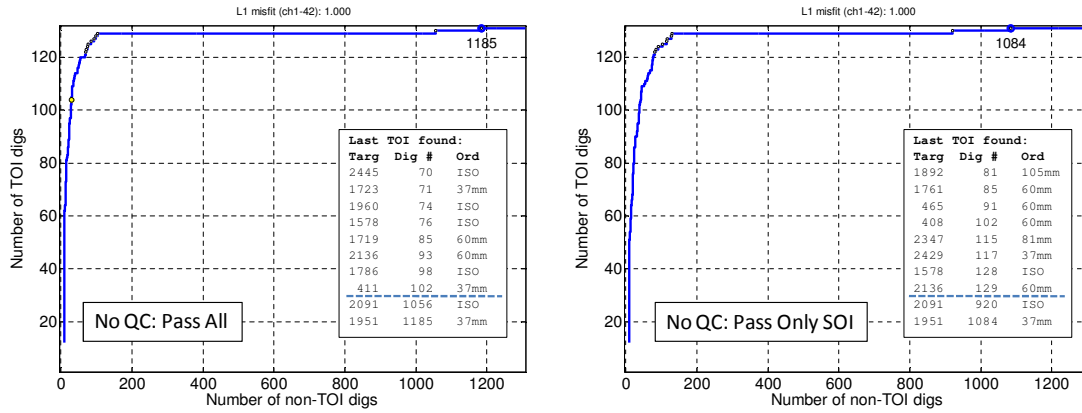 L1 misfit (ch1-42): 1.000
120
100
80
60
40
20
0
200
400
600
800
1000
1200
Number of TOI digs
Number of non-TOI digs
1185
Last TOI found:
Targ Dig # Ord
2445 70 ISO
1723 71 37mm
1960 74 ISO
1578 76 ISO
1719 85 60mm
2136 93 60mm
1786 98 ISO
411 102 37mm
2091 1056 ISO
1951 1185 37mm
No QC: Pass All
L1 misfit (ch1-42): 1.000
120
100
80
60
40
20
0
200
400
600
800
1000
1200
Number of TOI digs
Number of non-TOI digs
1084
Last TOI found:
Targ Dig # Ord
1892 81 105mm
1761 85 60mm
465 91 60mm
408 102 60mm
2347 115 81mm
2429 117 37mm
1578 128 ISO
2136 129 60mm
2091 920 ISO
1951 1084 37mm
No QC: Pass Only SOI